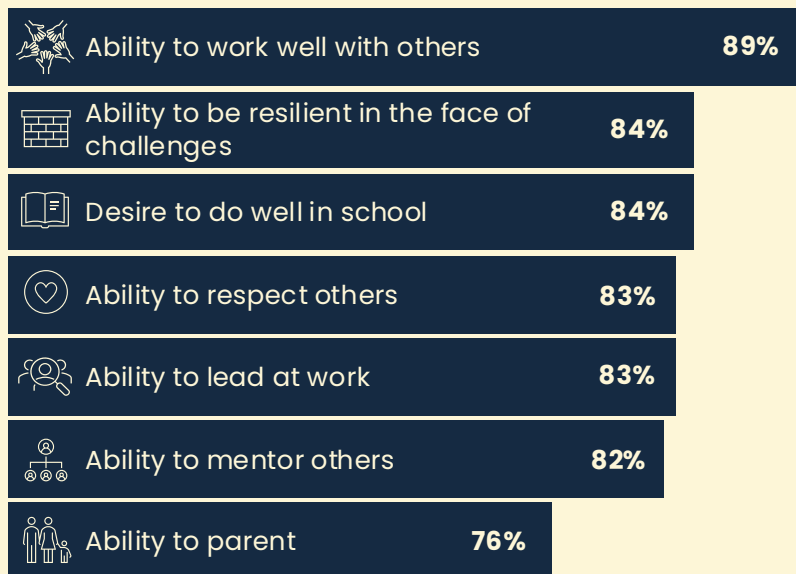 Ability to work well with others 89%
Ability to be resilient in the face of
challenges 84%
Desire to do well in school 84%
Ability to respect others 83%
Ability to lead at work 83%
Ability to mentor others 82%
Ability to parent 76%